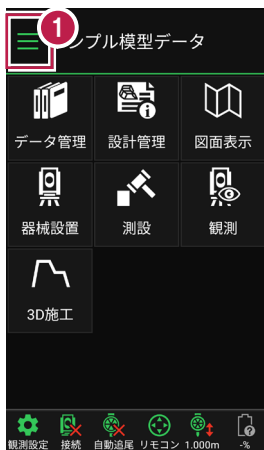 1
ンプル模型データ
データ管理 設計管理 図面表示
器械設置 測設 観測
3D施工
観測設定 接続 自動追尾 リモコン 1.000m -%